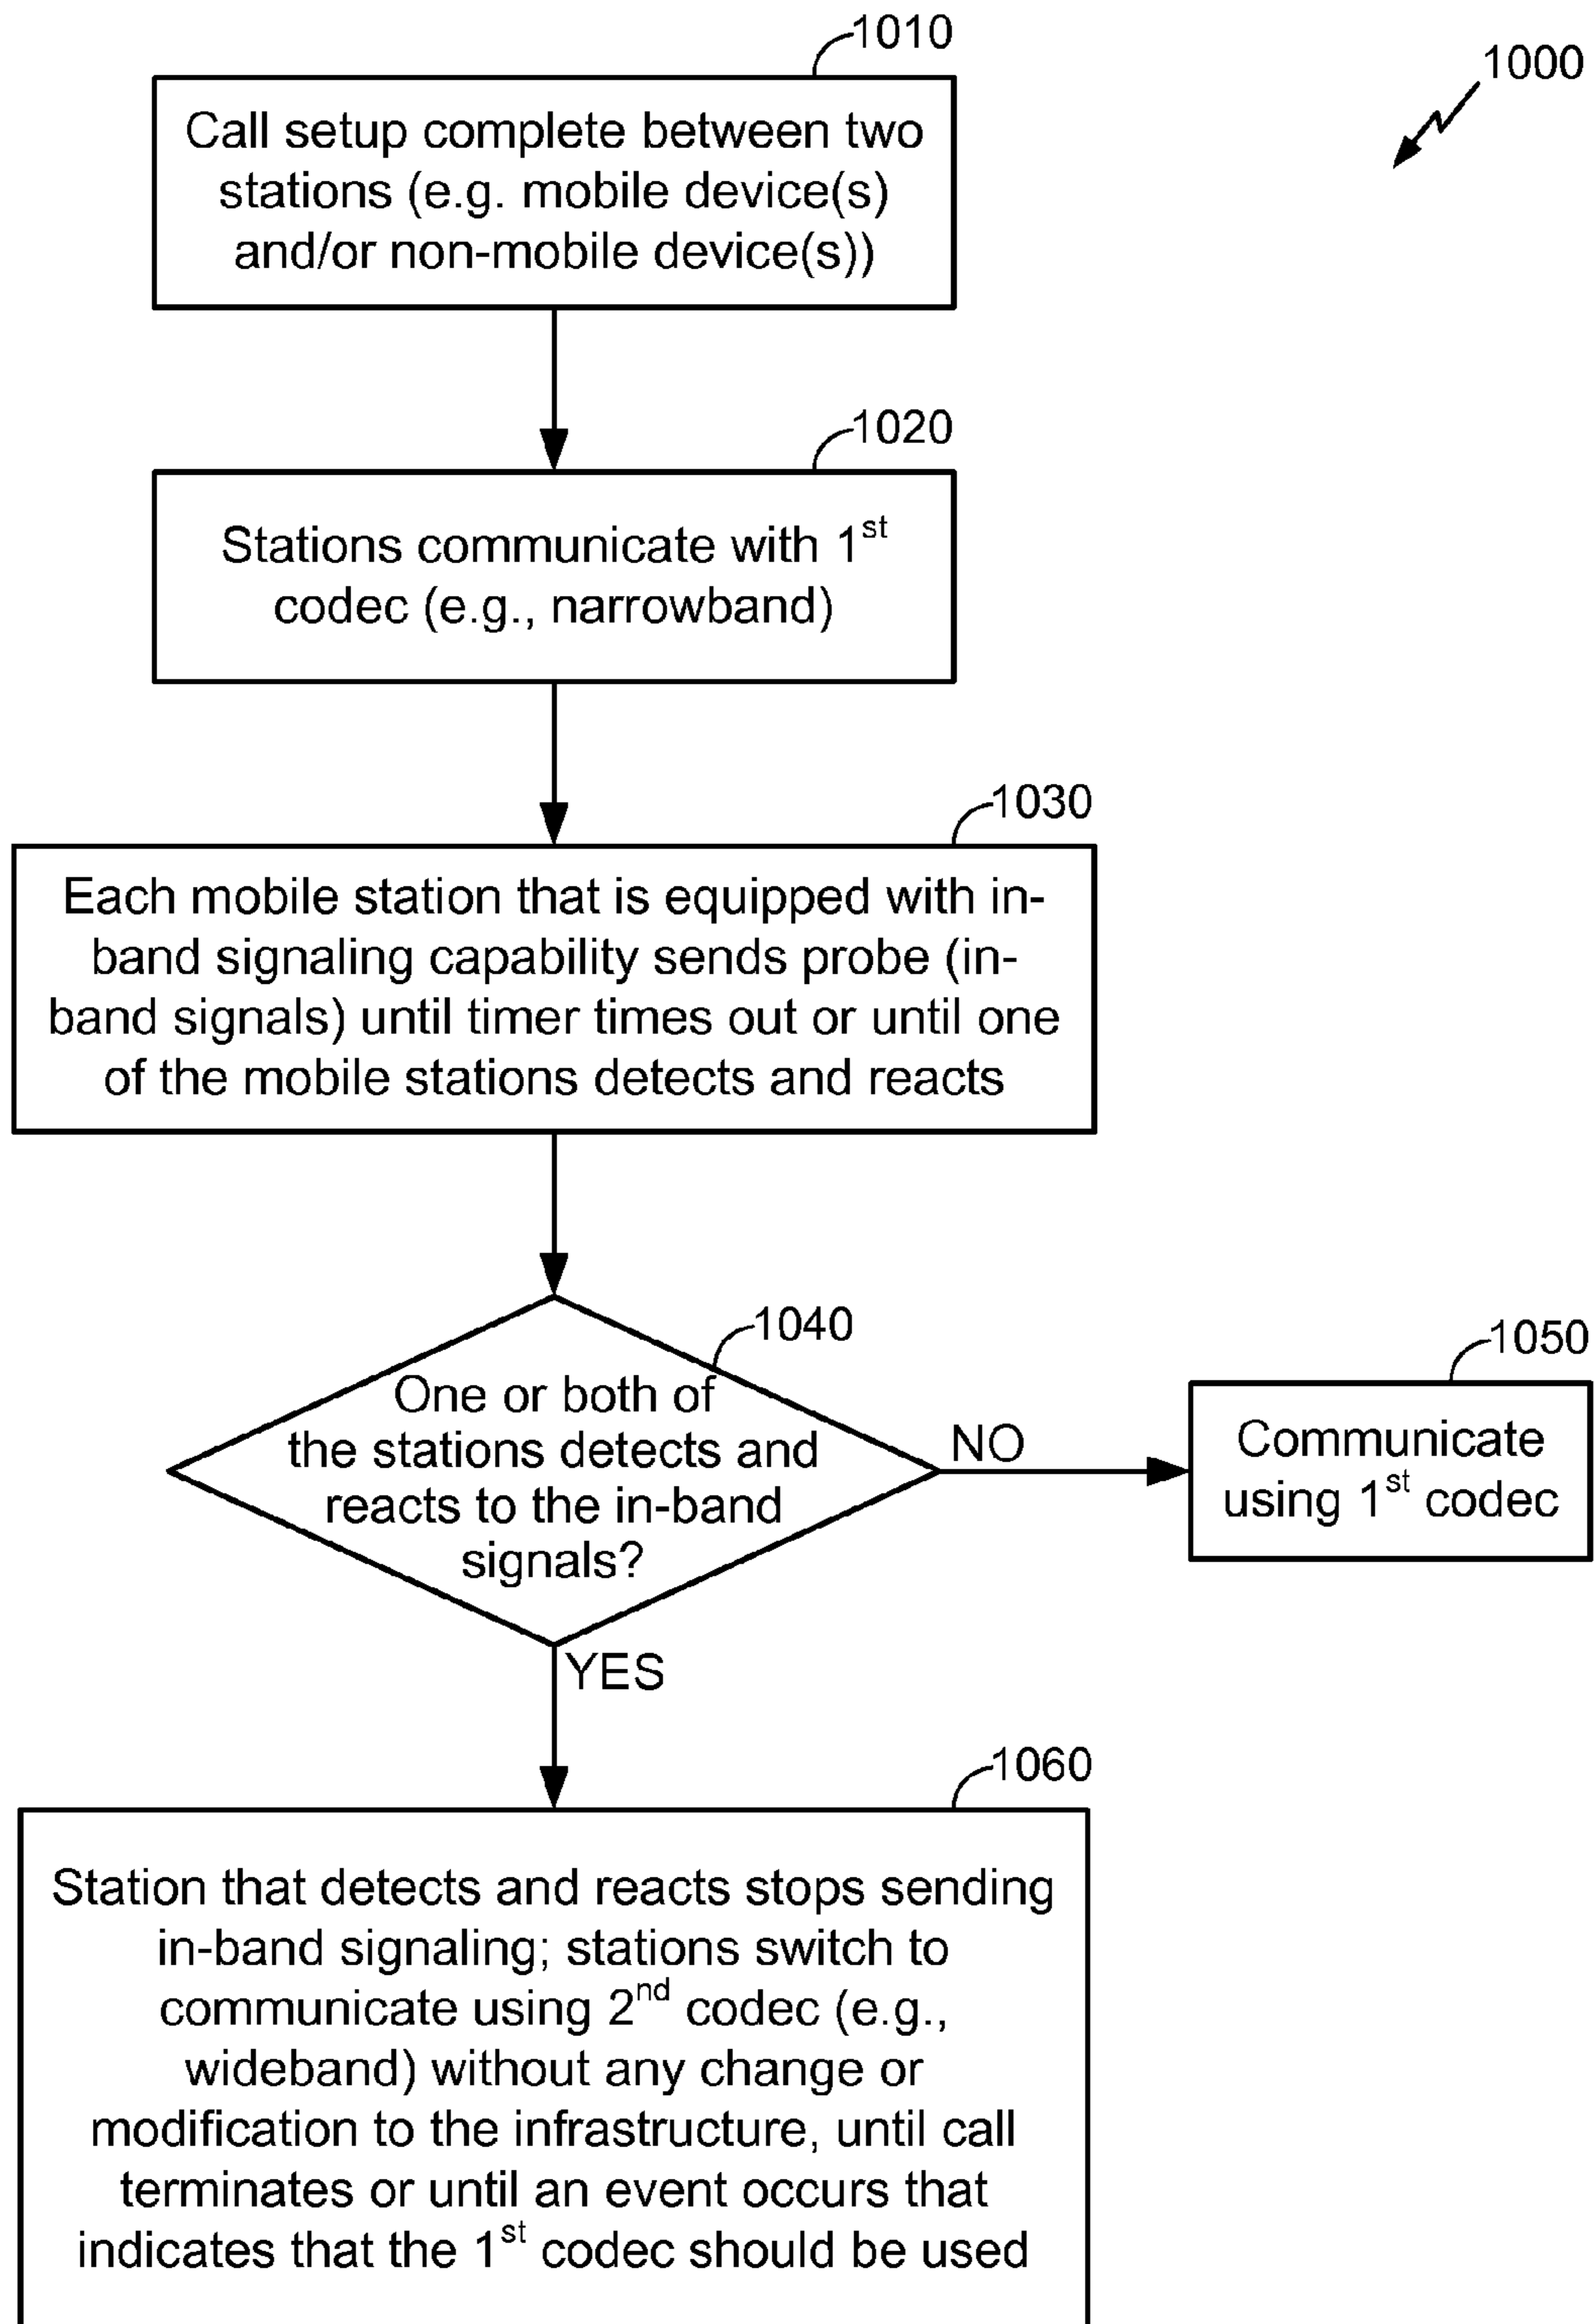 1010
1000
Call setup complete between two
stations (e.g. mobile device(s)
and/or non-mobile device(s))
1020
Stations communicate with 1st
codec (e.g., narrowband)
1030
Each mobile station that is equipped with in-
band signaling capability sends probe (in-
band signals) until timer times out or until one
of the mobile stations detects and reacts
1040
One or both of
the stations detects and
reacts to the in-band
signals?
NO
1050
Communicate
using 1st codec
YES
1060
Station that detects and reacts stops sending
in-band signaling; stations switch to
communicate using 2nd codec (e.g.,
wideband) without any change or
modification to the infrastructure, until call
terminates or until an event occurs that
indicates that the 1st codec should be used